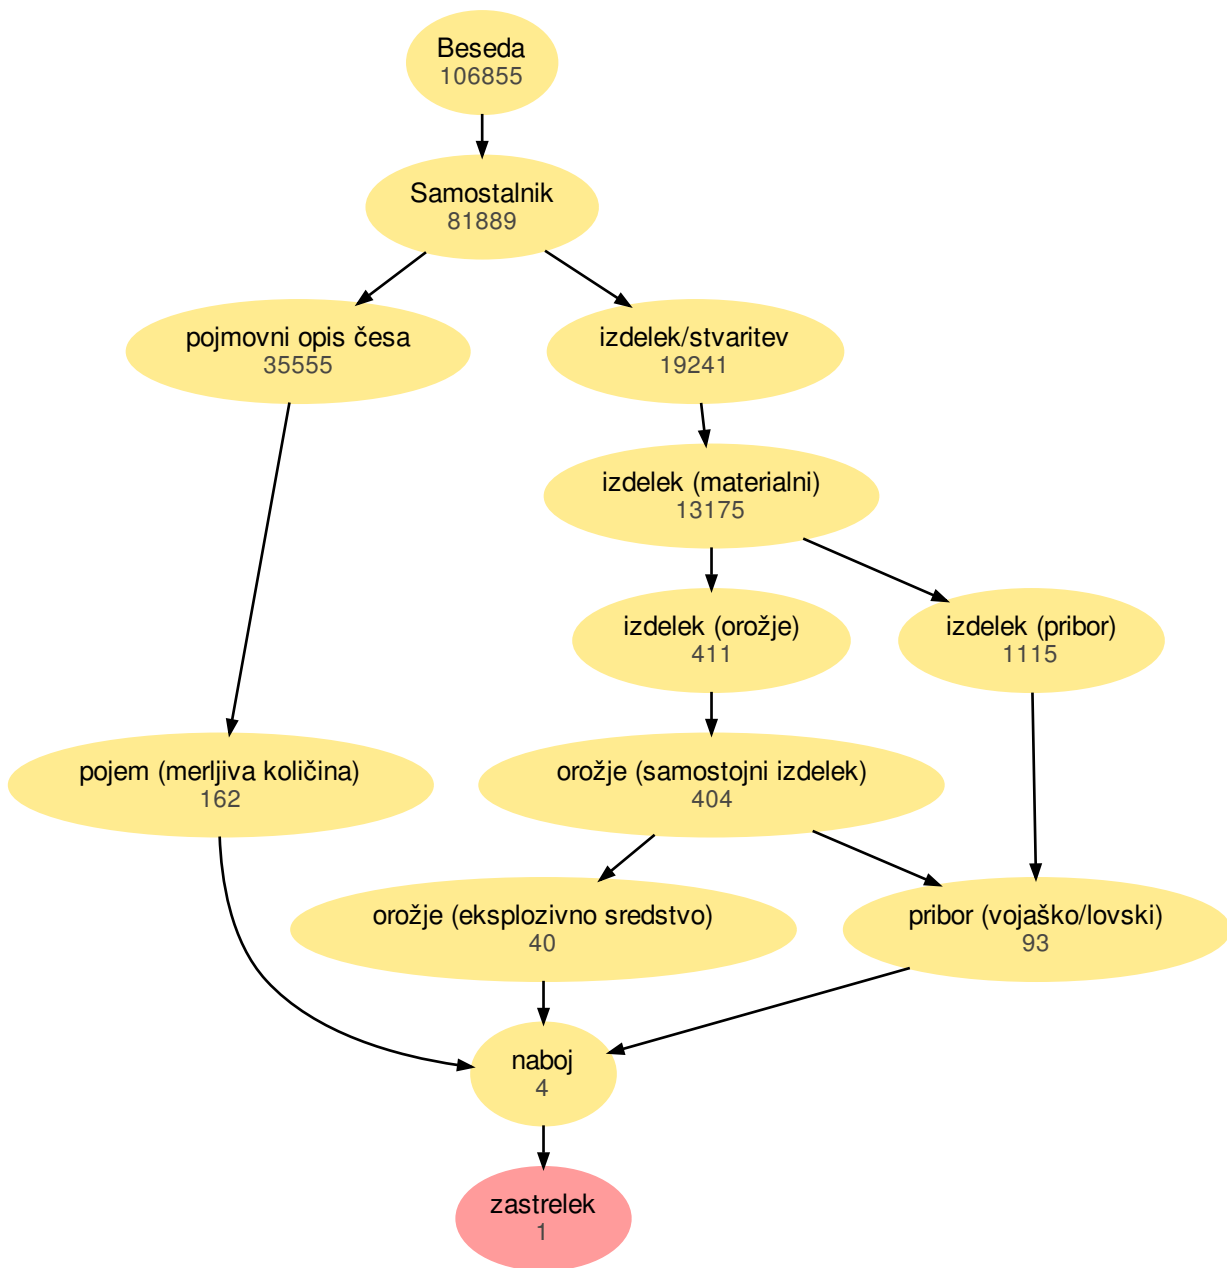 Beseda
106855
Samostalnik
81889
pojmovni opis česa
35555
izdelek/stvaritev
19241
izdelek (materialni)
13175
izdelek (orožje)
411
izdelek (pribor)
1115
pojem (merljiva količina)
162
orožje (samostojni izdelek)
404
orožje (eksplozivno sredstvo)
40
pribor (vojaško/lovski)
93
naboj
4
zastrelek
1